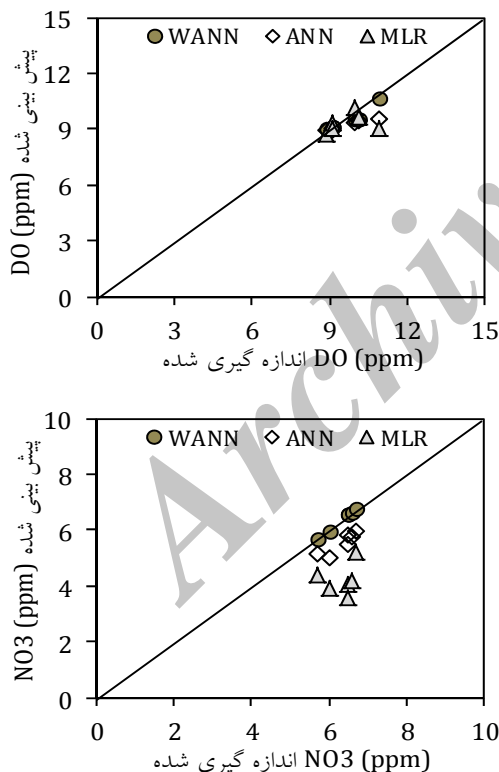 WANN ANN MLR
15
12
9
6
3
0
پیش بینی شده DO (ppm)
0 3 6 9 12 15
اندازه گیری شده DO (ppm)
WANN ANN MLR
10
8
6
4
2
0
پیش بینی شده NO3 (ppm)
0 2 4 6 8 10
اندازه گیری شده NO3 (ppm)
Archiv